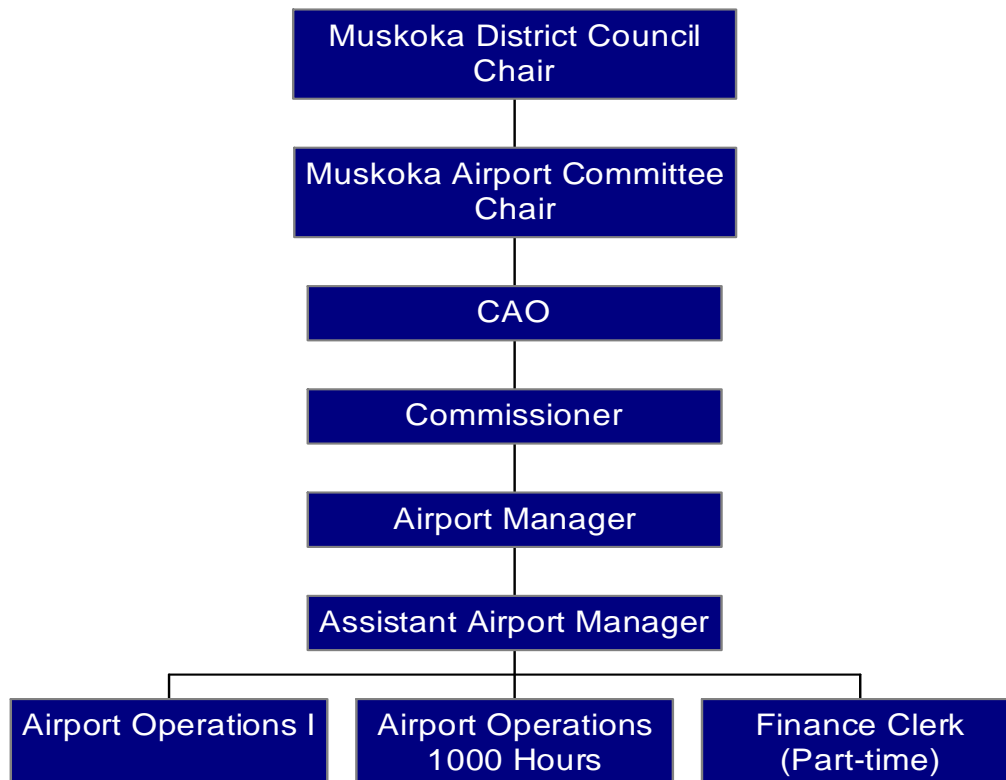 Muskoka District Council
Chair
Muskoka Airport Committee
Chair
CAO
Commissioner
Airport Manager
Assistant Airport Manager
Airport Operations I
Airport Operations
1000 Hours
Finance Clerk
(Part-time)